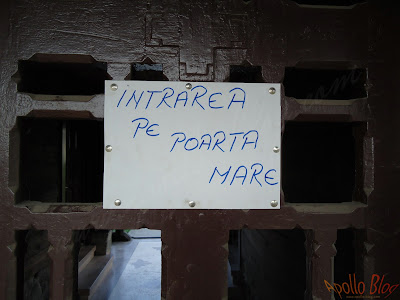 INTRAREA
PE POARTA
MARE
Apollo Blog